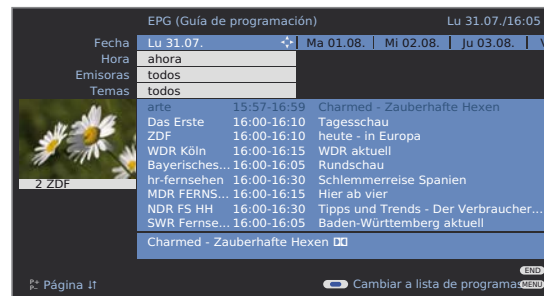 EPG (Guía de programación) Lu 31.07./16:05
Fecha Lu 31.07. Ma 01.08. Mi 02.08. Ju 03.08. V
Hora ahora
Emisoras todos
Temas todos
arte 15:57-16:59 Charmed - Zauberhafte Hexen
Das Erste 16:00-16:10 Tagesschau
ZDF 16:00-16:10 heute - in Europa
WDR Köln 16:00-16:15 WDR aktuell
Bayerisches... 16:00-16:05 Rundschau
hr-fernsehen 16:00-16:30 Schlemmerreise Spanien
MDR FERNS... 16:00-16:15 Hier ab vier
NDR FS HH 16:00-16:30 Tipps und Trends - Der Verbraucher...
SWR Fernse... 16:00-16:05 Baden-Württemberg aktuell
2 ZDF
Charmed - Zauberhafte Hexen
END
P+ P- Página Cambiar a lista de programas MENU